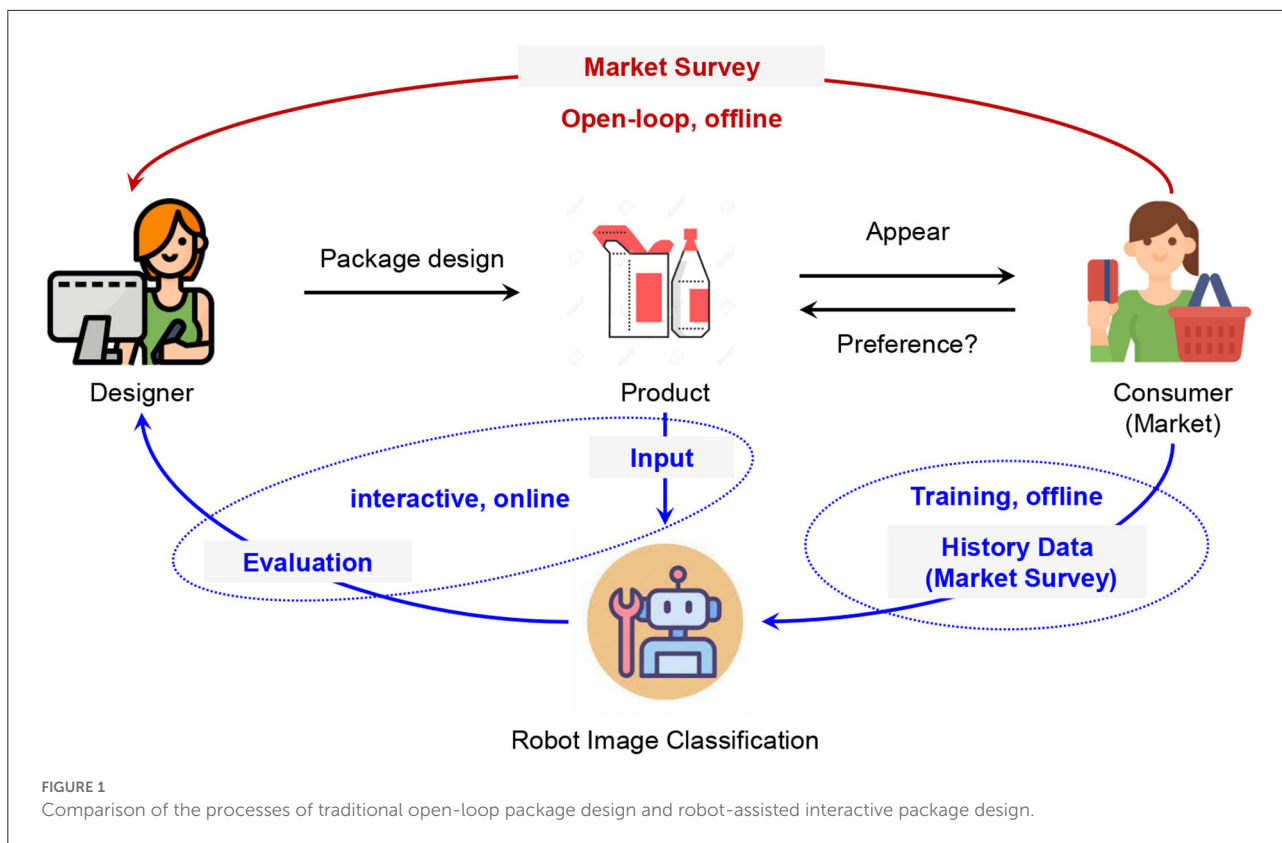 Market Survey
Open-loop, offline
Package design
Appear
Preference?
Designer
Product
Consumer
(Market)
Input
interactive, online
Training, offline
Evaluation
History Data
(Market Survey)
Robot Image Classification
FIGURE 1
Comparison of the processes of traditional open-loop package design and robot-assisted interactive package design.